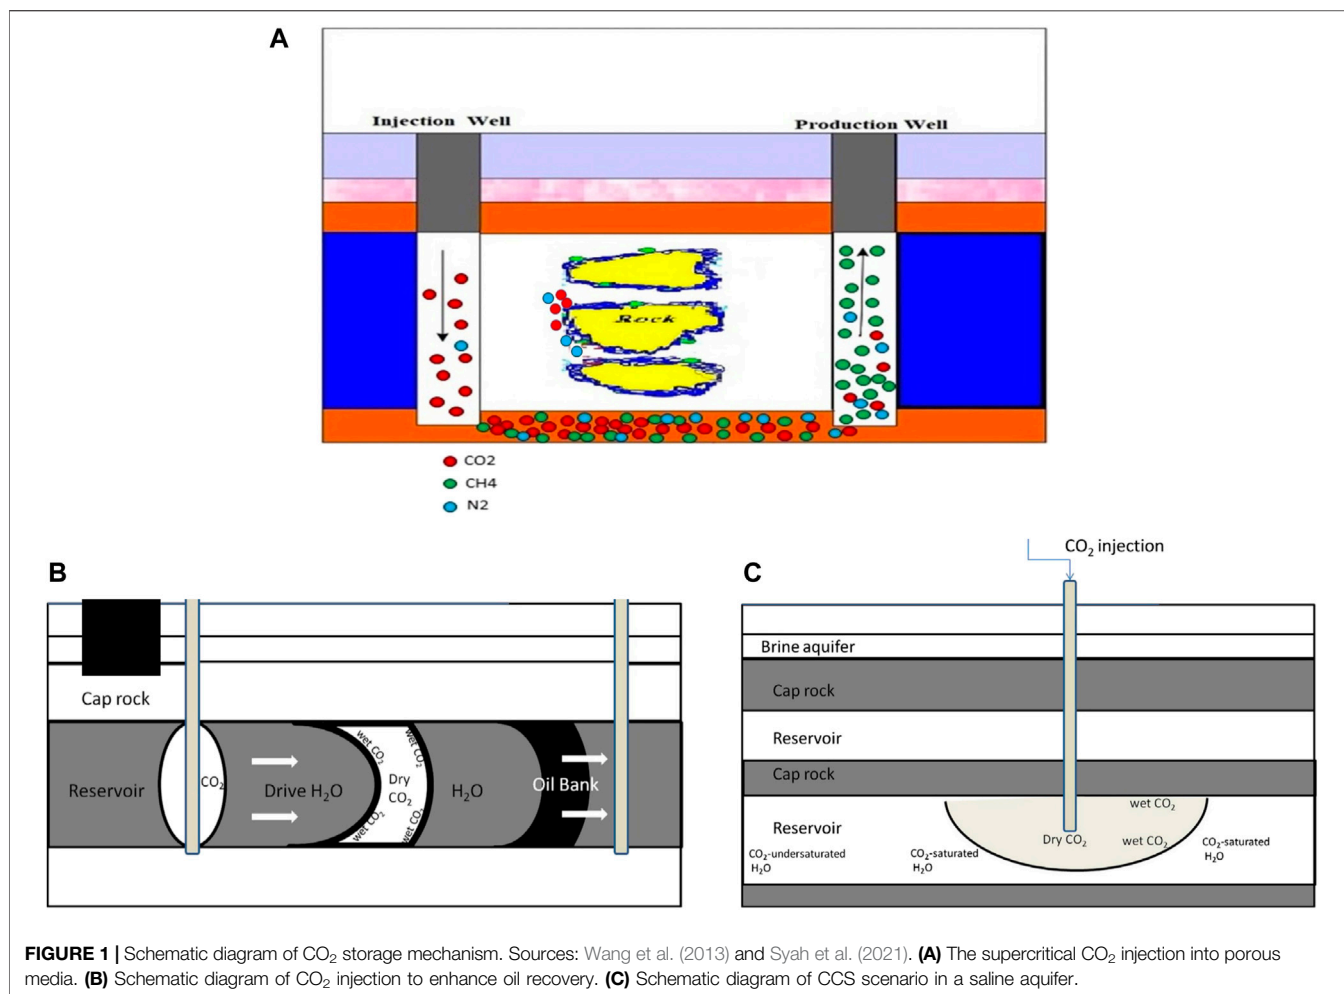 A
Injection Well
Production Well
Rock
CO2
CH4
N2
B
Cap rock
Reservoir
CO₂
Drive H₂O
wet CO₂
wet CO₂
Dry
CO₂
wet CO₂
wet CO₂
H₂O
Oil Bank
C
CO₂ injection
Brine aquifer
Cap rock
Reservoir
Cap rock
Reservoir
wet CO₂
Dry CO₂
wet CO₂
CO₂-undersaturated
H₂O
CO₂-saturated
H₂O
CO₂-saturated
H₂O
FIGURE 1 | Schematic diagram of CO₂ storage mechanism. Sources: Wang et al. (2013) and Syah et al. (2021). (A) The supercritical CO₂ injection into porous
media. (B) Schematic diagram of CO₂ injection to enhance oil recovery. (C) Schematic diagram of CCS scenario in a saline aquifer.